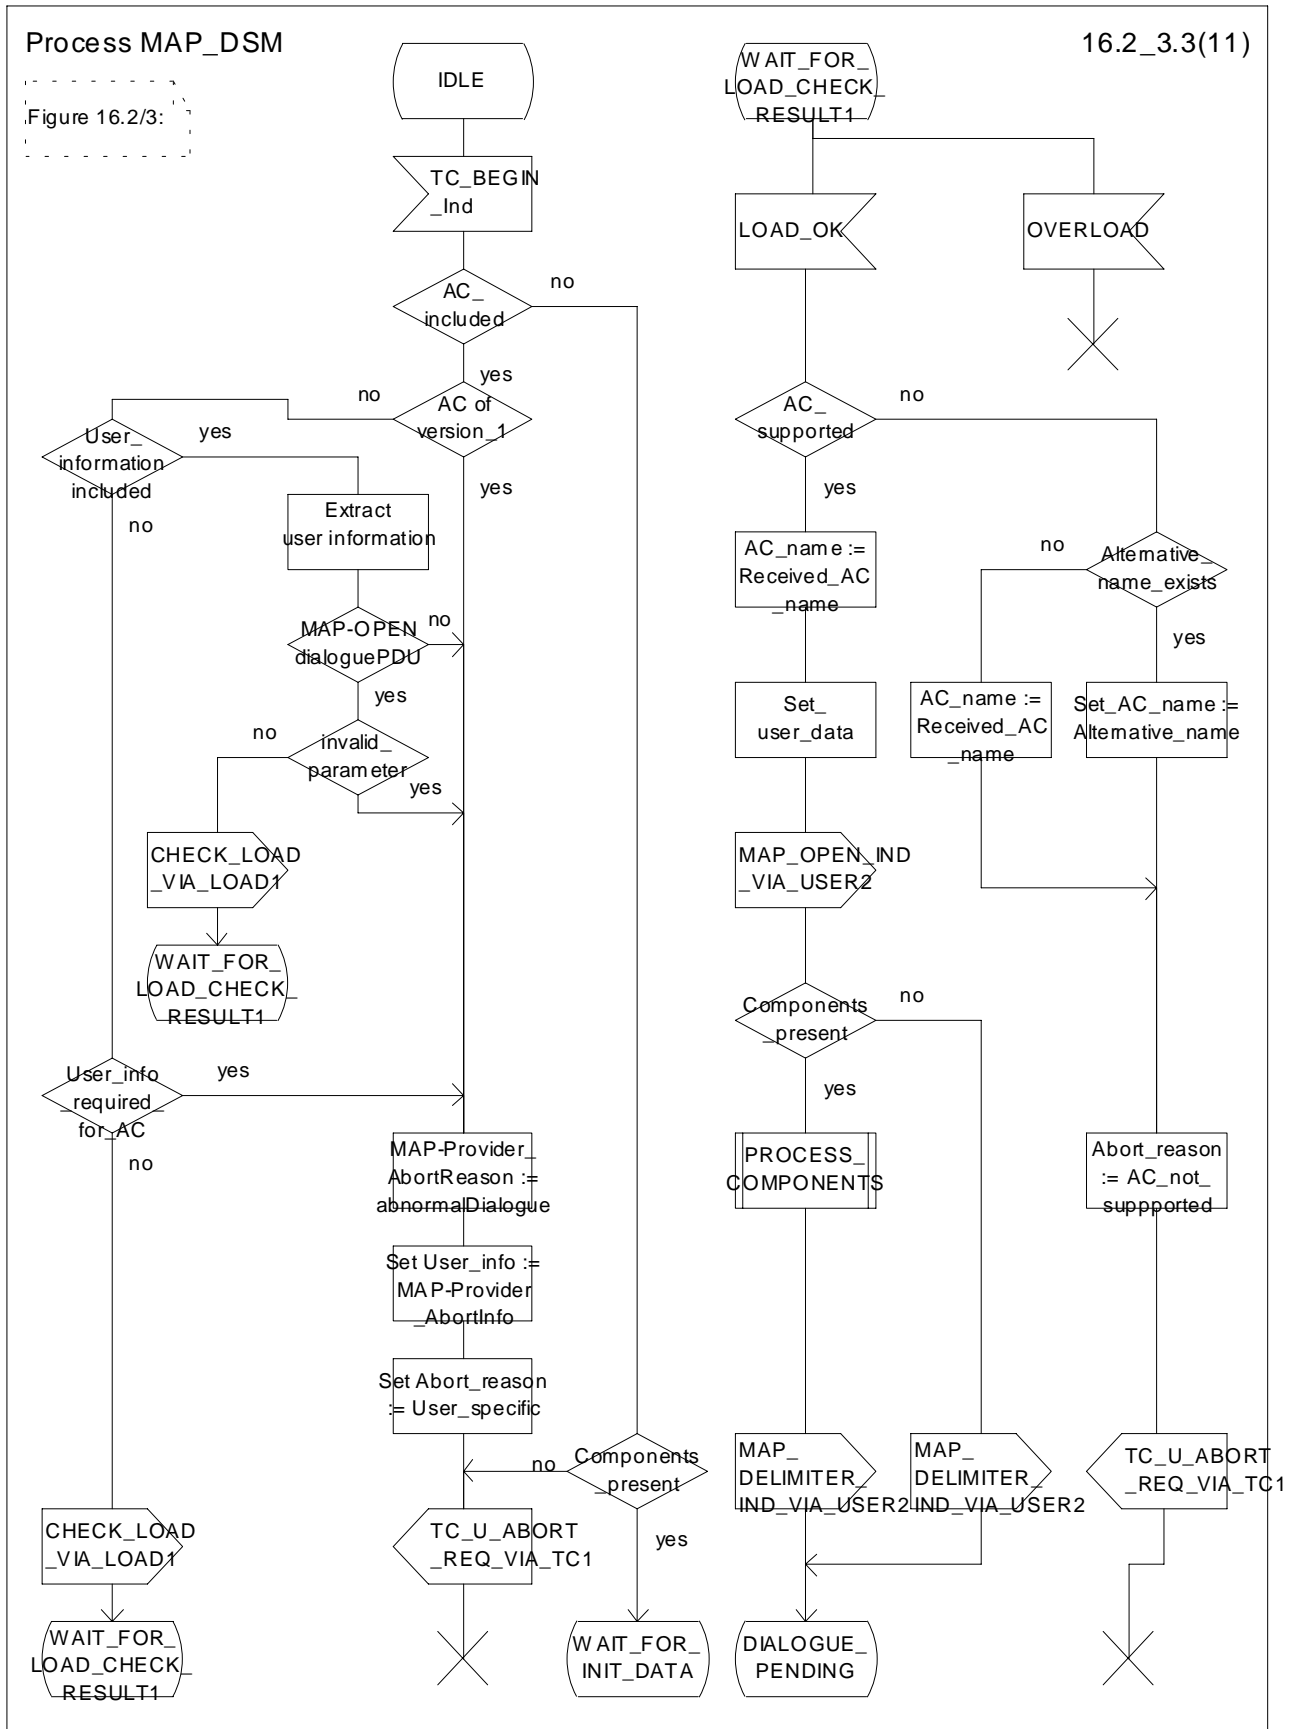 Process MAP_DSM
16.2_3.3(11)
Figure 16.2/3:
IDLE
TC_BEGIN
_Ind
AC_
included
no
yes
AC of
version_1
no
yes
User_
information
included
yes
no
Extract
user information
MAP-OPEN
dialoguePDU
no
yes
invalid_
parameter
no
yes
CHECK_LOAD
_VIA_LOAD1
WAIT_FOR_
LOAD_CHECK_
RESULT1
User_info
_required_
for_AC
yes
no
MAP-Provider_
AbortReason :=
abnormalDialogue
Set User_info :=
MAP-Provider
_AbortInfo
Set Abort_reason
:= User_specific
Components
_present
no
yes
CHECK_LOAD
_VIA_LOAD1
TC_U_ABORT
_REQ_VIA_TC1
WAIT_FOR_
LOAD_CHECK_
RESULT1
WAIT_FOR_
INIT_DATA
WAIT_FOR_
LOAD_CHECK_
RESULT1
LOAD_OK
OVERLOAD
AC_
supported
no
yes
AC_name :=
Received_AC
_name
Alternative_
name_exists
no
yes
Set_
user_data
AC_name :=
Received_AC
_name
Set_AC_name :=
Alternative_name
MAP_OPEN_IND
_VIA_USER2
Components
_present
no
yes
PROCESS_
COMPONENTS
Abort_reason
:= AC_not_
suppported
MAP_
DELIMITER_
IND_VIA_USER2
MAP_
DELIMITER_
IND_VIA_USER2
TC_U_ABORT
_REQ_VIA_TC1
DIALOGUE_
PENDING